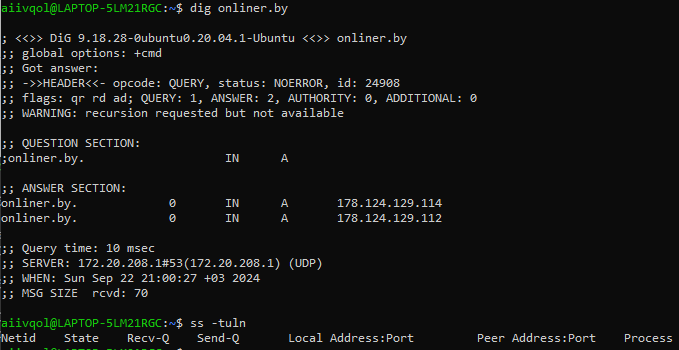 aiivqol@LAPTOP-5LM21RGC:~$ dig onliner.by
; <<>> DiG 9.18.28-0ubuntu0.20.04.1-Ubuntu <<>> onliner.by
;; global options: +cmd
;; Got answer:
;; ->>HEADER<<- opcode: QUERY, status: NOERROR, id: 24908
;; flags: qr rd ad; QUERY: 1, ANSWER: 2, AUTHORITY: 0, ADDITIONAL: 0
;; WARNING: recursion requested but not available
;; QUESTION SECTION:
;onliner.by. IN A
;; ANSWER SECTION:
onliner.by. 0 IN A 178.124.129.114
onliner.by. 0 IN A 178.124.129.112
;; Query time: 10 msec
;; SERVER: 172.20.208.1#53(172.20.208.1) (UDP)
;; WHEN: Sun Sep 22 21:00:27 +03 2024
;; MSG SIZE rcvd: 70
aiivqol@LAPTOP-5LM21RGC:~$ ss -tuln
Netid State Recv-Q Send-Q Local Address:Port Peer Address:Port Process